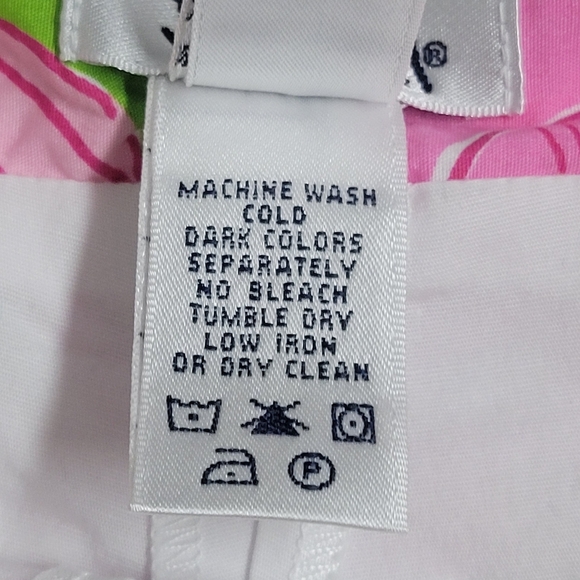 ®
MACHINE WASH
COLD
DARK COLORS
SEPARATELY
NO BLEACH
TUMBLE DRY
LOW IRON
OR DRY CLEAN
P